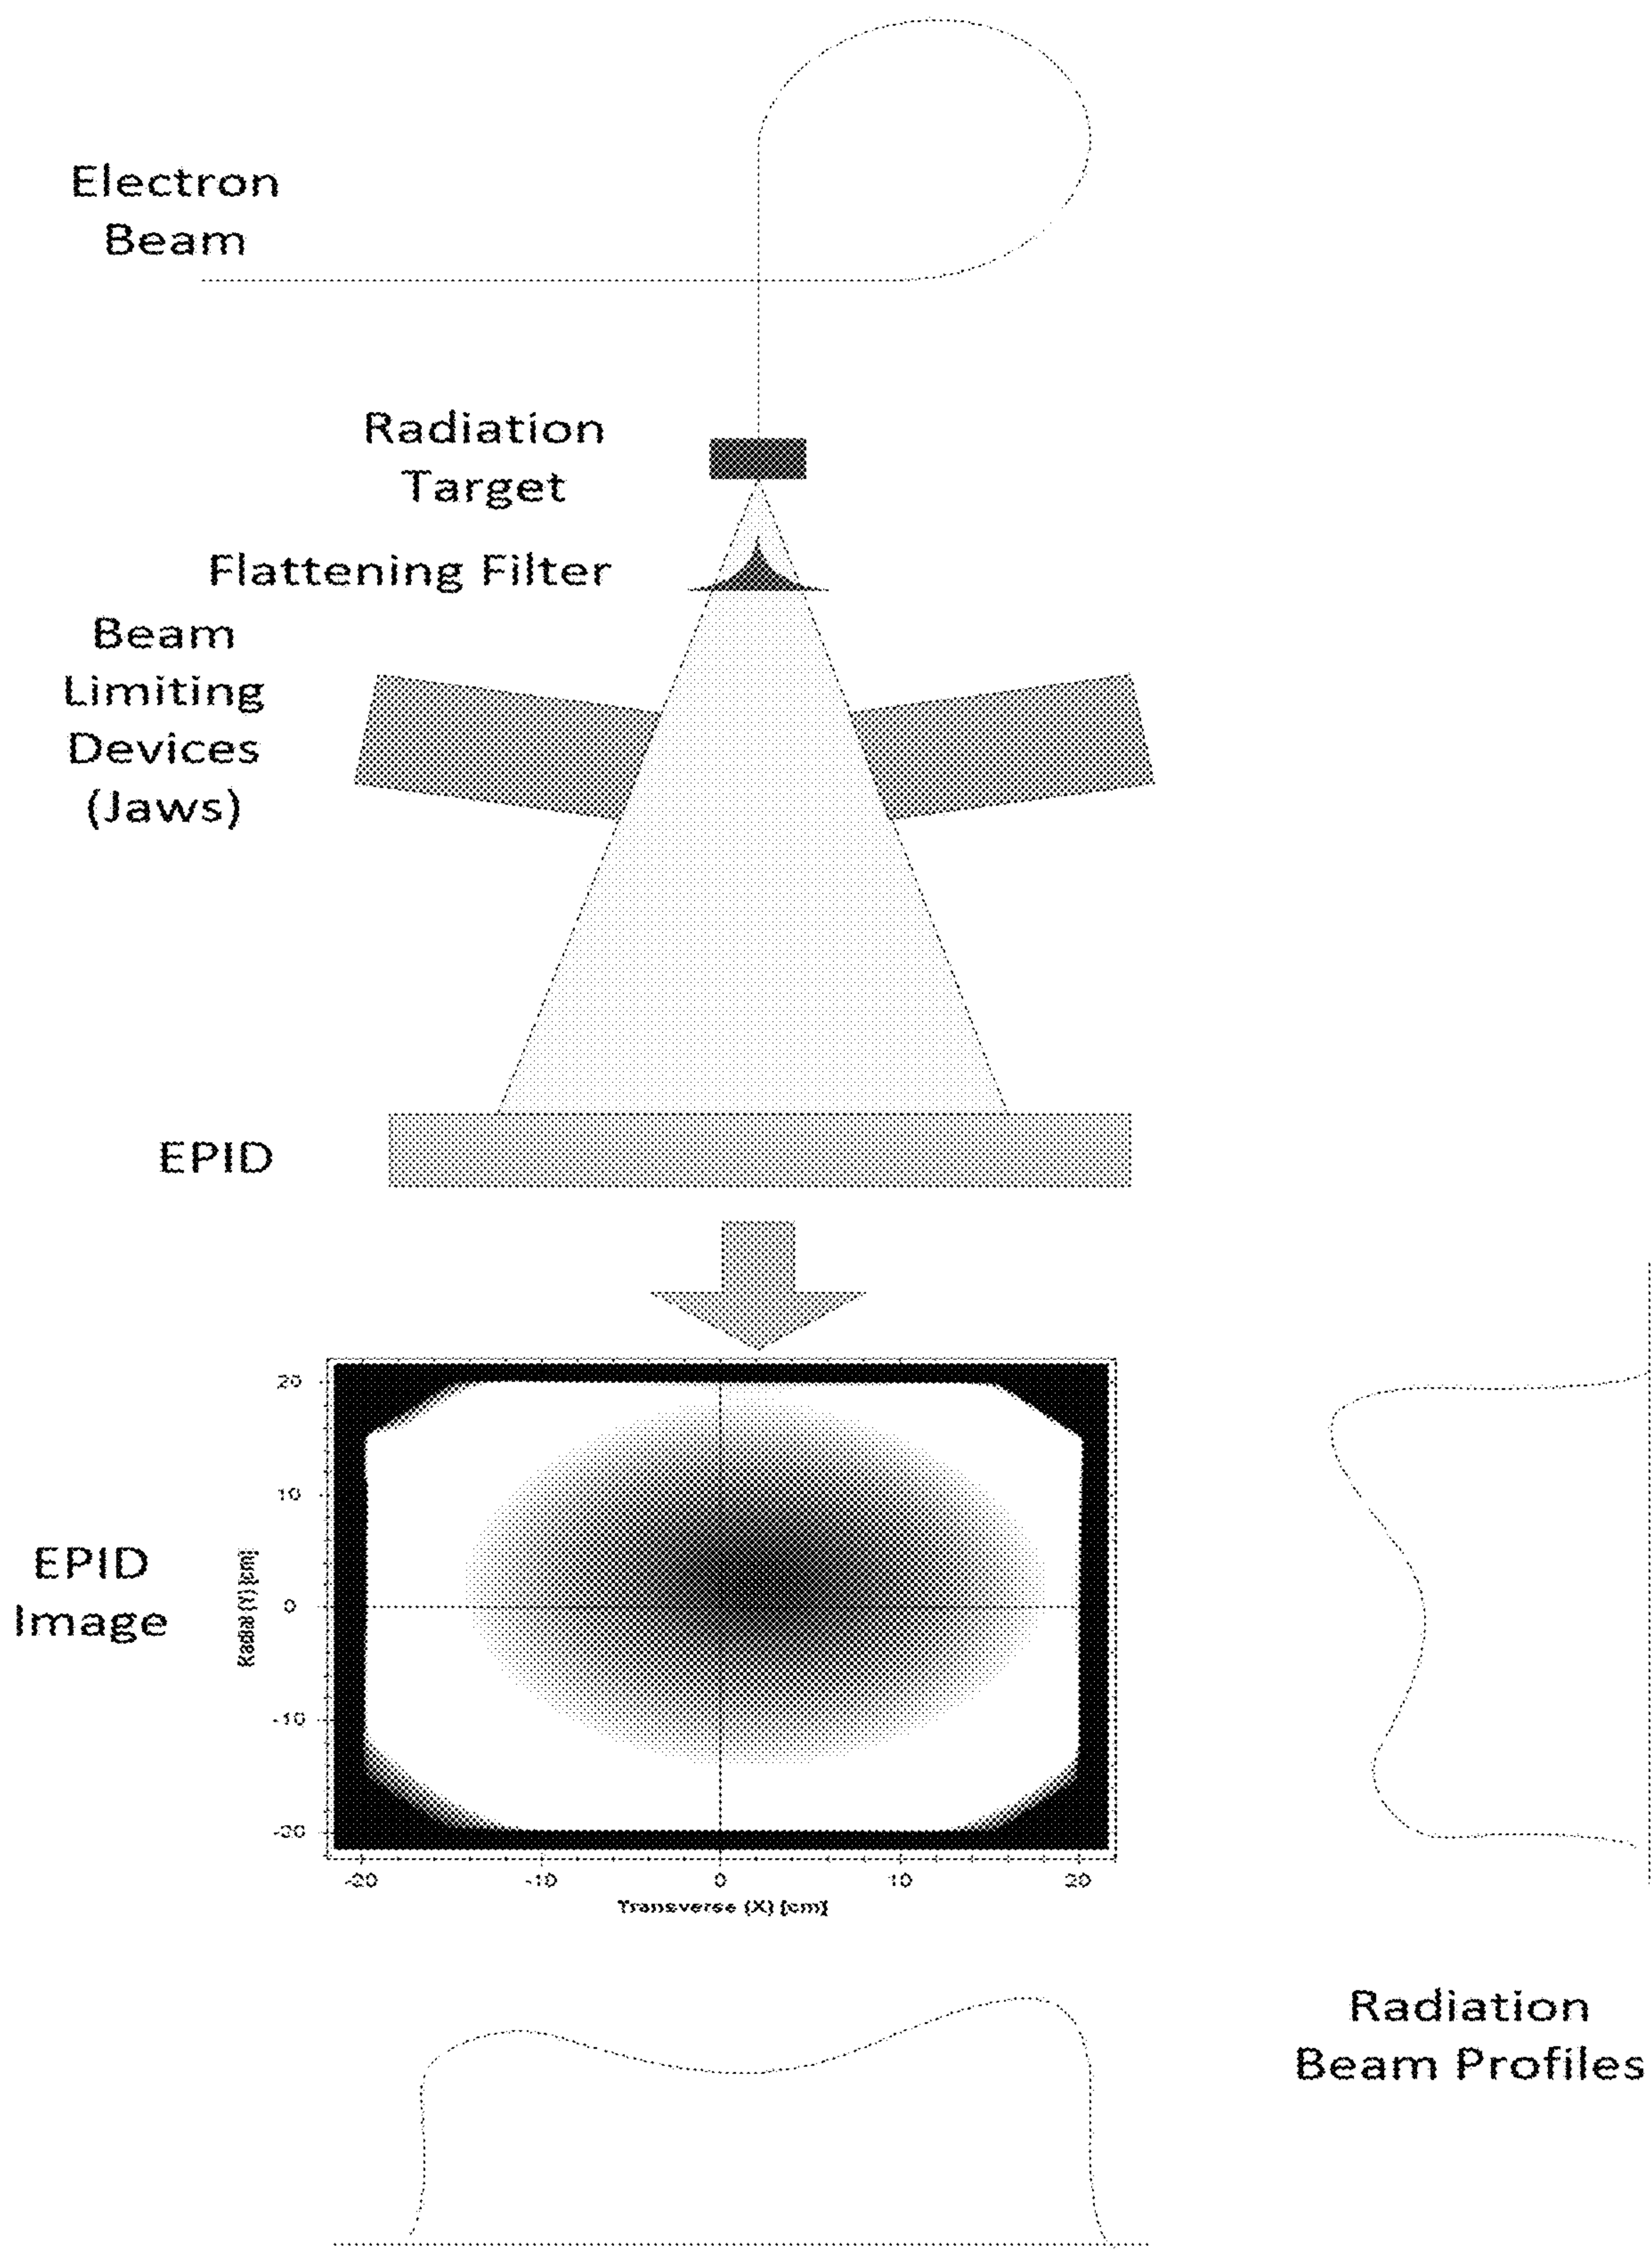 Electron
Beam
Radiation
Target
Flattening Filter
Beam
Limiting
Devices
(Jaws)
EPID
EPID
Image
20
10
0
-10
-20
Radial (Y) [cm]
-20 -10 0 10 20
Transverse (X) [cm]
Radiation
Beam Profiles